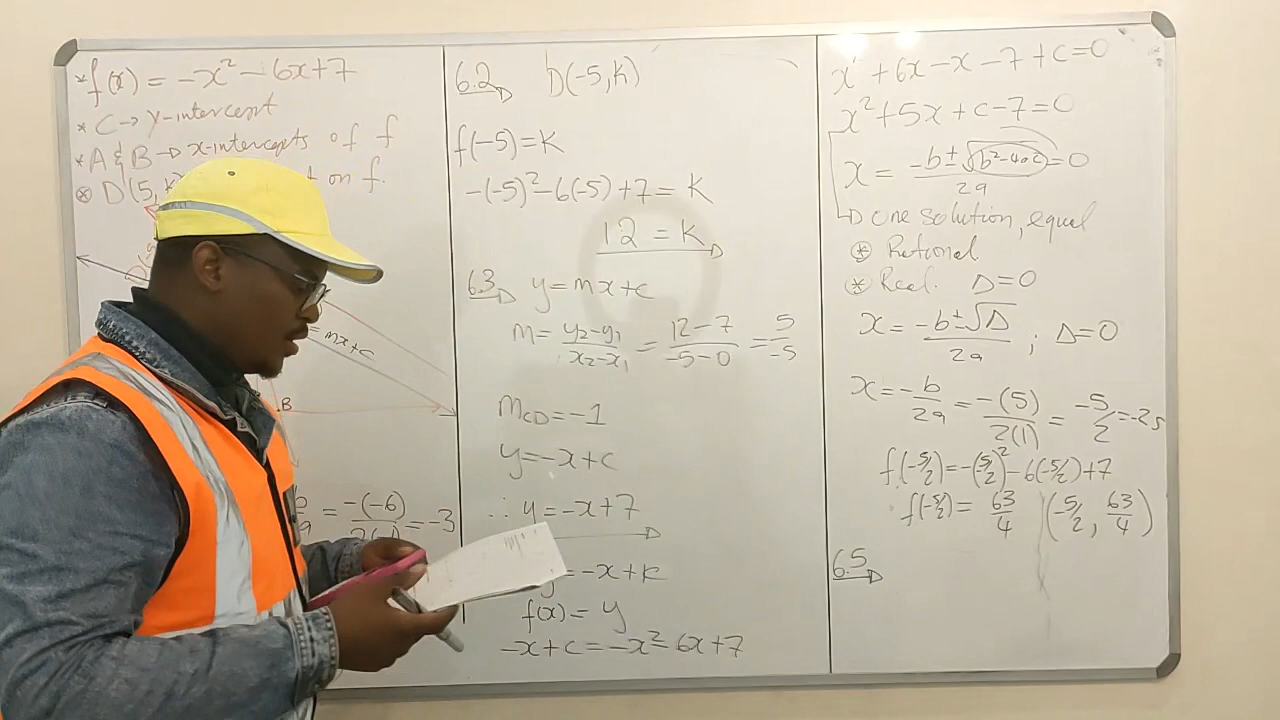 *f(x) = -x² - 6x+7
* C → y-intercept
* A & B → x-intercepts of f
⊛ D(5, K on f.
= mx+c
B
= -(-6)/2(-1) = -3
6.2 D(-5,K)
f(-5)=K
-(-5)²-6(-5)+7= K
12 = K
6.3 y=mx+c
m= y₂-y₁/x₂-x₁ = 12-7/-5-0 = 5/-5
m_CD=-1
y=-x+c
∴ y=-x+7
y=-x+k
f(x)= y
-x+c=-x²-6x+7
x² + 6x - x - 7 + c = 0
x²+5x + c-7=0
x = -b±√(b²-4ac)=0/2a
one solution, equal
⊛ Rational
⊛ Real. Δ=0
x = -b±√Δ/2a ; Δ=0
x=-b/2a = -(5)/2(1) = -5/2=-2,5
f(-5/2)=-(5/2)²-6(-5/2)+7
f(-5/2)= 63/4 (-5/2, 63/4)
6.5